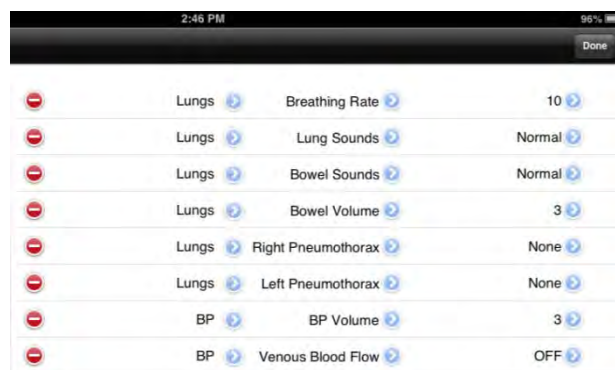 2:46 PM 96%
Done
Lungs Breathing Rate 10
Lungs Lung Sounds Normal
Lungs Bowel Sounds Normal
Lungs Bowel Volume 3
Lungs Right Pneumothorax None
Lungs Left Pneumothorax None
BP BP Volume 3
BP Venous Blood Flow OFF